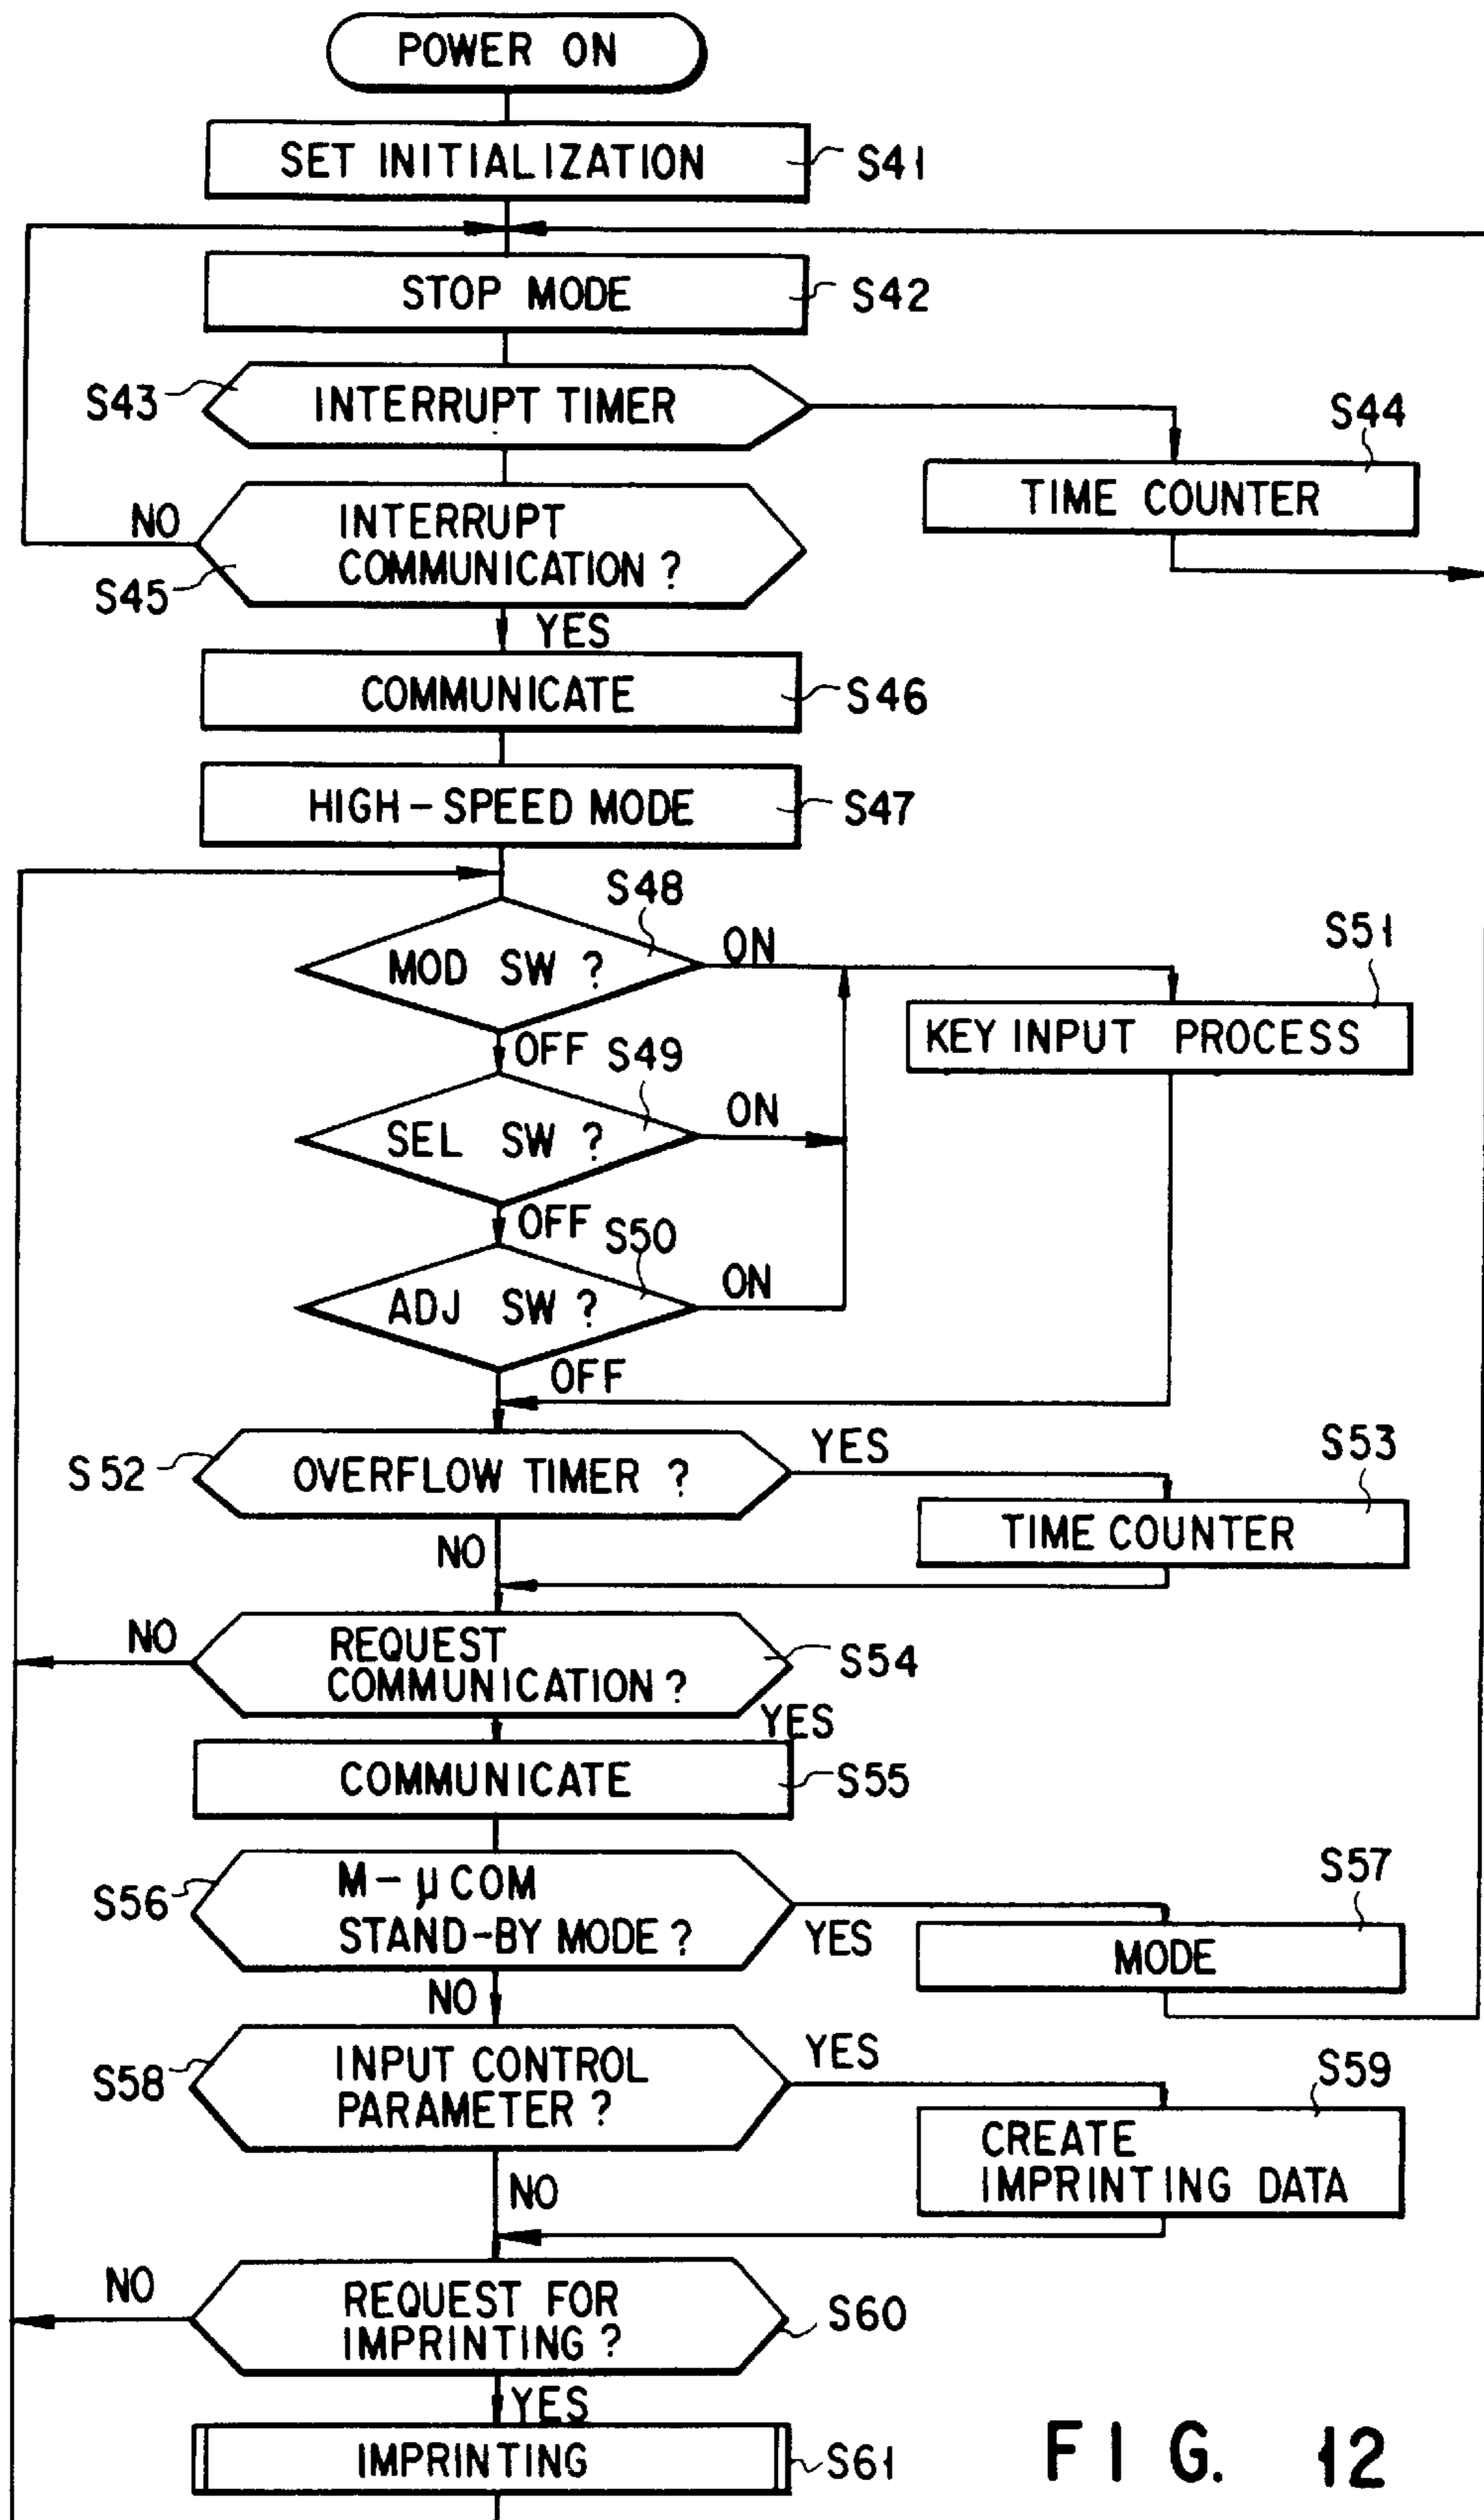 POWER ON
SET INITIALIZATION
S41
STOP MODE
S42
S43
INTERRUPT TIMER
S44
TIME COUNTER
NO
INTERRUPT
COMMUNICATION ?
S45
YES
COMMUNICATE
S46
HIGH-SPEED MODE
S47
S48
MOD SW ?
ON
S51
KEY INPUT PROCESS
OFF
S49
SEL SW ?
ON
OFF
S50
ADJ SW ?
ON
OFF
S52
OVERFLOW TIMER ?
YES
S53
TIME COUNTER
NO
NO
REQUEST
COMMUNICATION ?
S54
YES
COMMUNICATE
S55
S56
M-μCOM
STAND-BY MODE ?
YES
S57
MODE
NO
S58
INPUT CONTROL
PARAMETER ?
YES
S59
CREATE
IMPRINTING DATA
NO
NO
REQUEST FOR
IMPRINTING ?
S60
YES
IMPRINTING
S61
FIG. 12